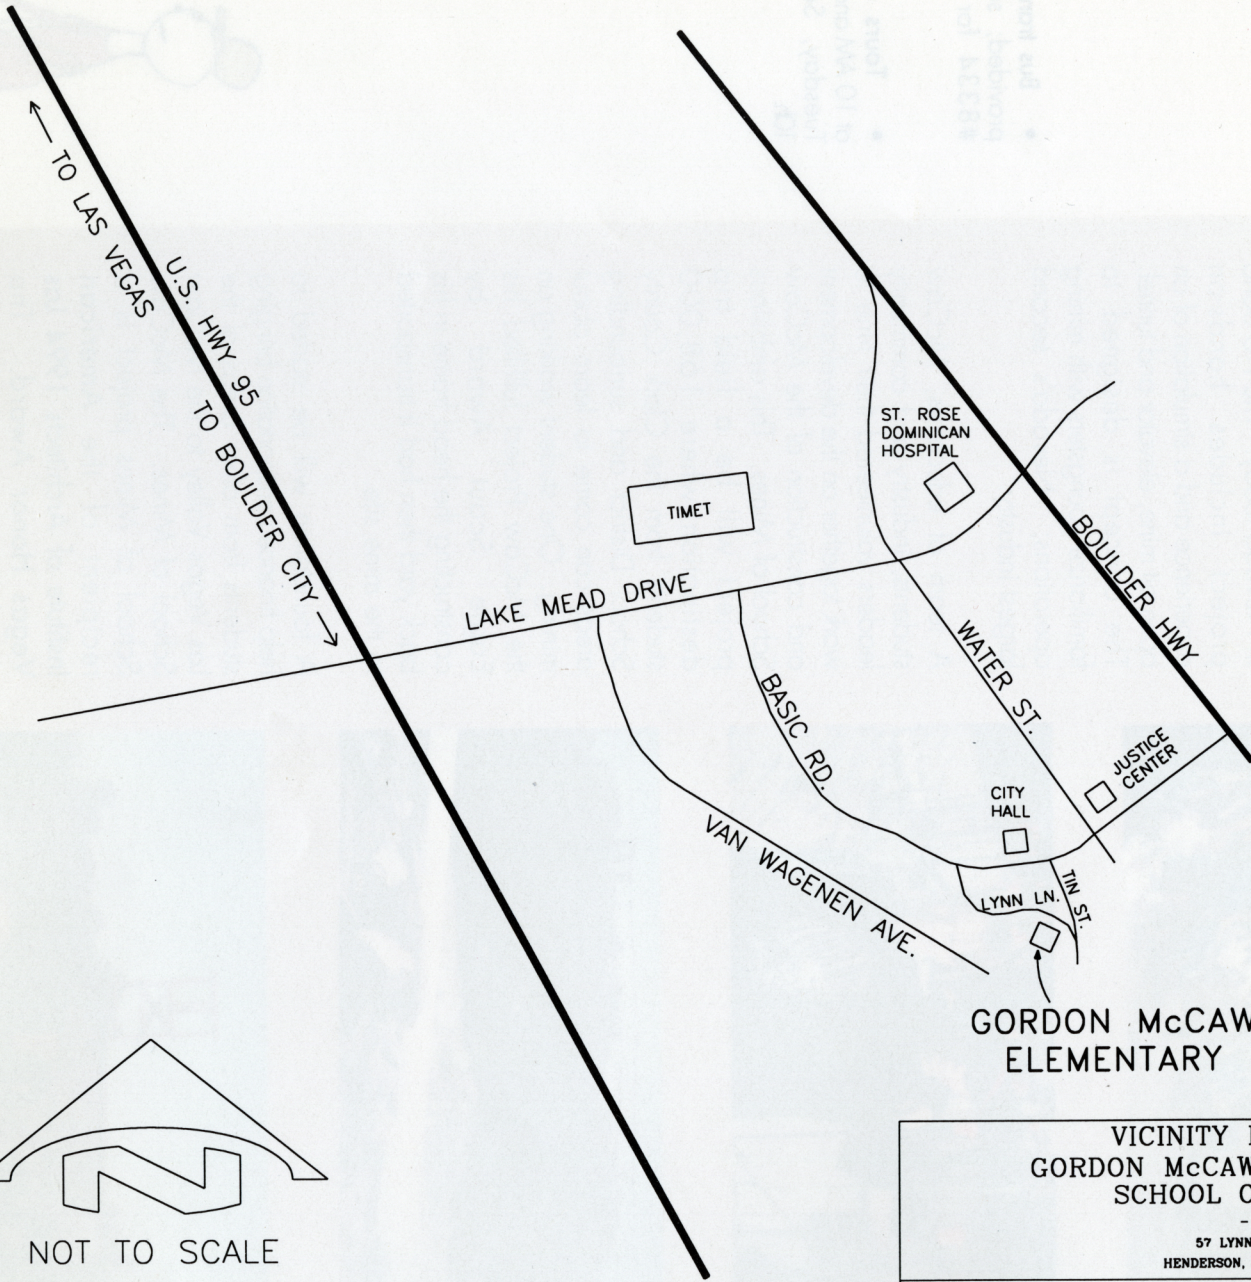 TO LAS VEGAS
U.S. HWY 95
TO BOULDER CITY
ST. ROSE
DOMINICAN
HOSPITAL
TIMET
LAKE MEAD DRIVE
BOULDER HWY
WATER ST.
BASIC RD.
JUSTICE
CENTER
CITY
HALL
VAN WAGENEN AVE.
LYNN LN.
TIN ST.
GORDON McCAW
ELEMENTARY
N
NOT TO SCALE
VICINITY
GORDON McCAW
SCHOOL
-
57 LYNN
HENDERSON,